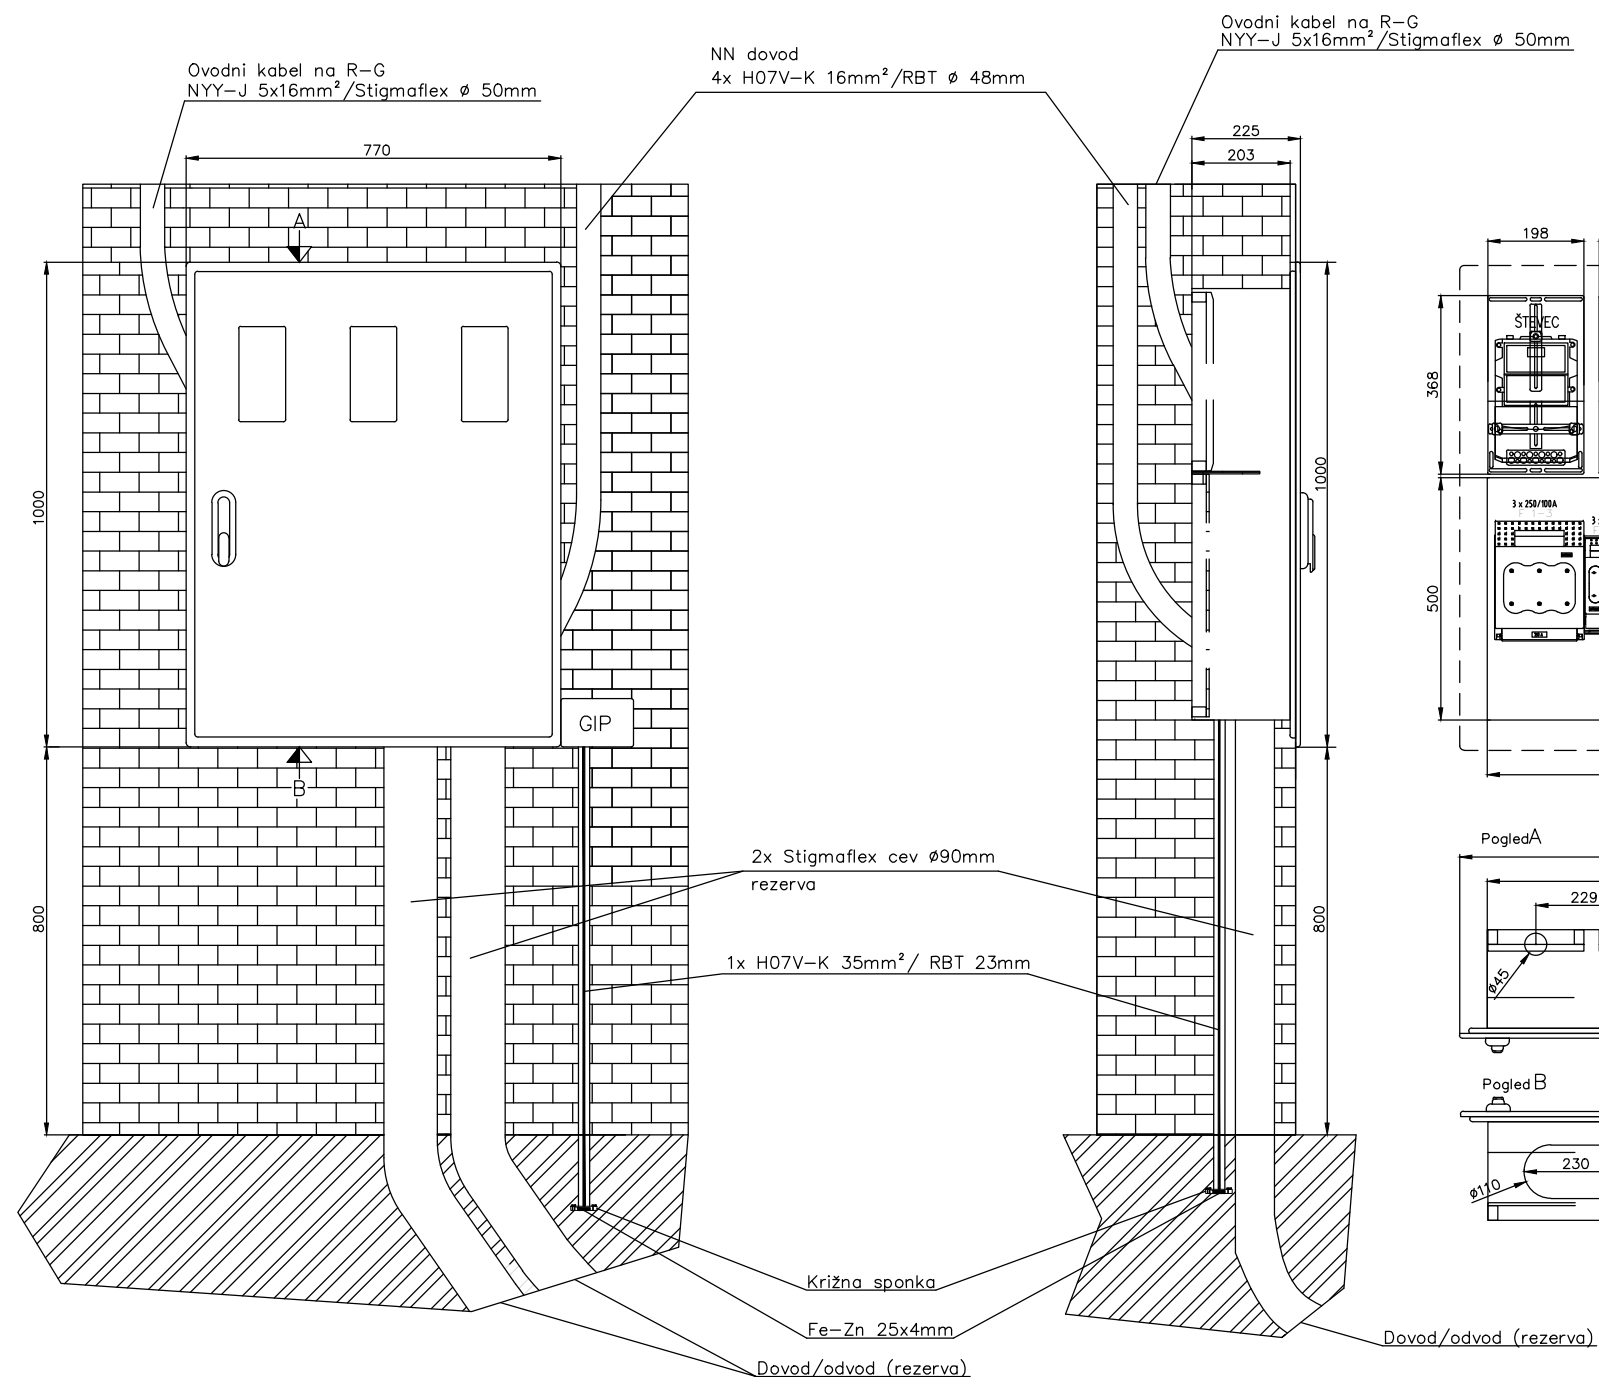 Ovodni kabel na R-G
NYY-J 5x16mm²/Stigmaflex ø 50mm
NN dovod
4x H07V-K 16mm²/RBT ø 48mm
Ovodni kabel na R-G
NYY-J 5x16mm²/Stigmaflex ø 50mm
770
225
203
A
198
ŠTEVEC
368
1000
1000
3 x 250/100A
F 1-3
500
GIP
B
2x Stigmaflex cev Ø90mm
rezerva
Pogled A
229
800
800
1x H07V-K 35mm²/ RBT 23mm
Ø45
Pogled B
230
Ø110
Križna sponka
Fe-Zn 25x4mm
Dovod/odvod (rezerva)
Dovod/odvod (rezerva)